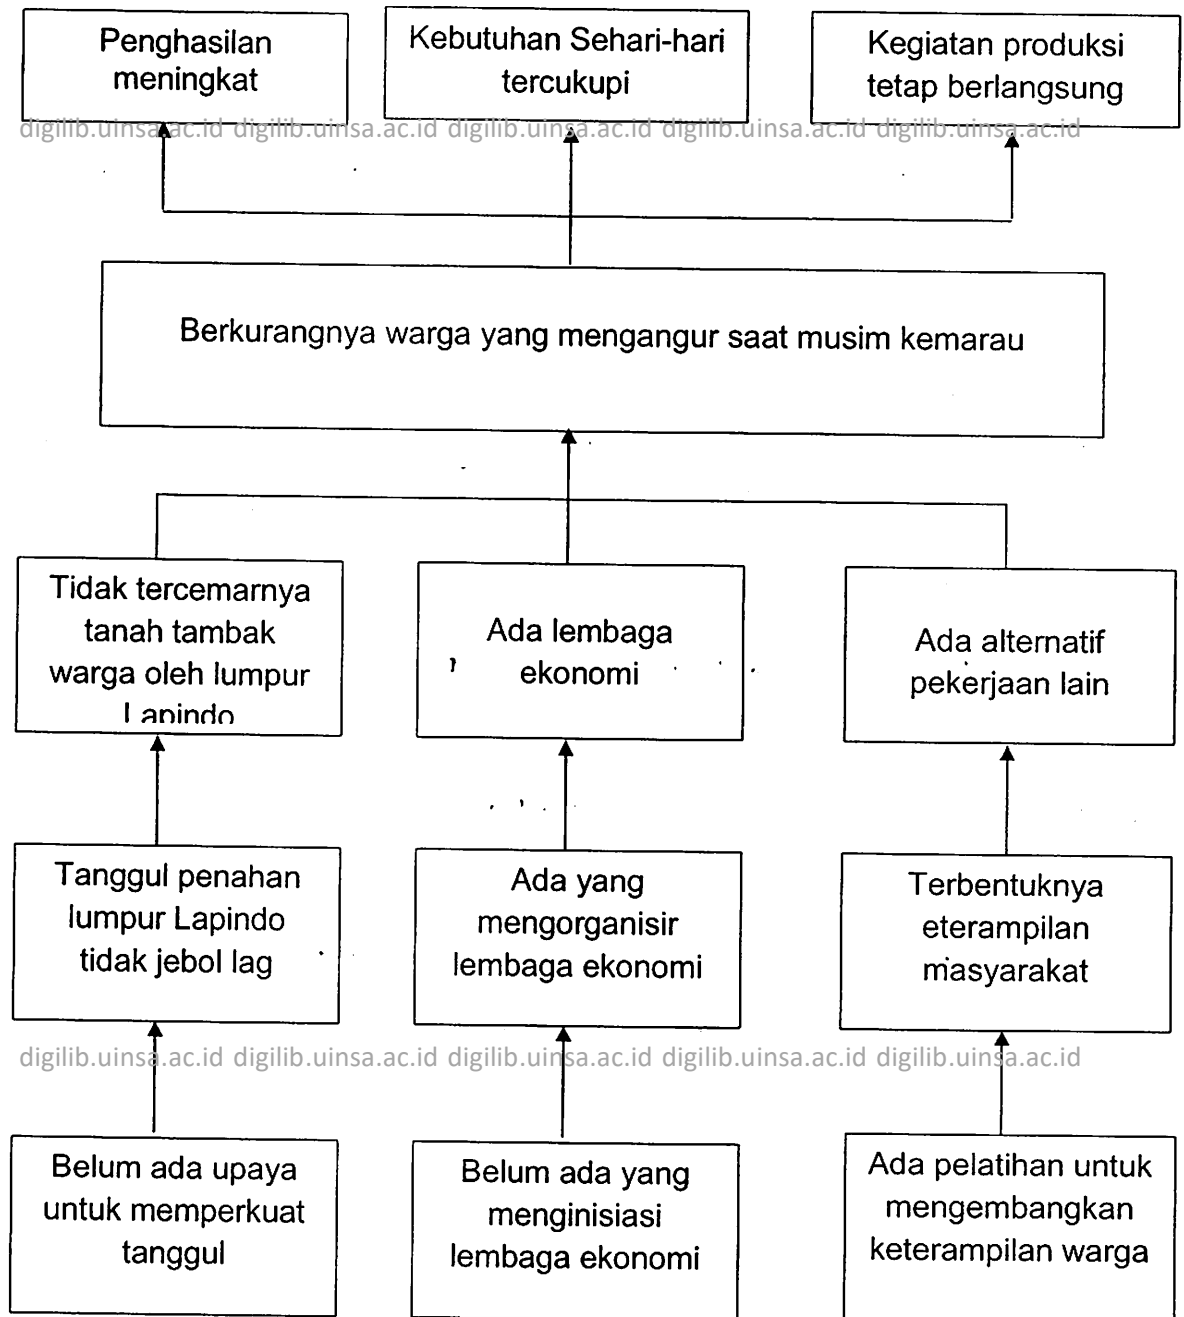 Penghasilan
meningkat
Kebutuhan Sehari-hari
tercukupi
Kegiatan produksi
tetap berlangsung
digilib.uinsa.ac.id digilib.uinsa.ac.id digilib.uinsa.ac.id digilib.uinsa.ac.id digilib.uinsa.ac.id
Berkurangnya warga yang mengangur saat musim kemarau
Tidak tercemarnya
tanah tambak
warga oleh lumpur
Lapindo
Ada lembaga
ekonomi
Ada alternatif
pekerjaan lain
Tanggul penahan
lumpur Lapindo
tidak jebol lag
Ada yang
mengorganisir
lembaga ekonomi
Terbentuknya
eterampilan
masyarakat
digilib.uinsa.ac.id digilib.uinsa.ac.id digilib.uinsa.ac.id digilib.uinsa.ac.id digilib.uinsa.ac.id
Belum ada upaya
untuk memperkuat
tanggul
Belum ada yang
menginisiasi
lembaga ekonomi
Ada pelatihan untuk
mengembangkan
keterampilan warga